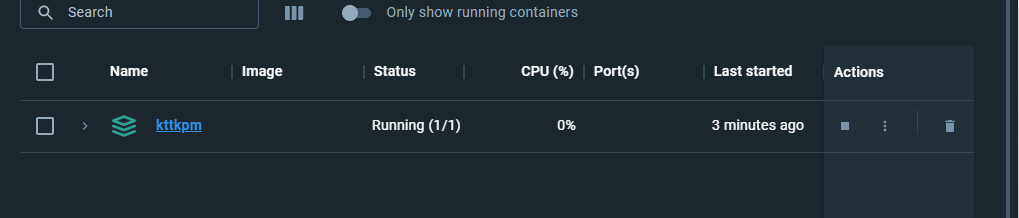 Search
Only show running containers
Name Image Status CPU (%) Port(s) Last started Actions
kttkpm Running (1/1) 0% 3 minutes ago